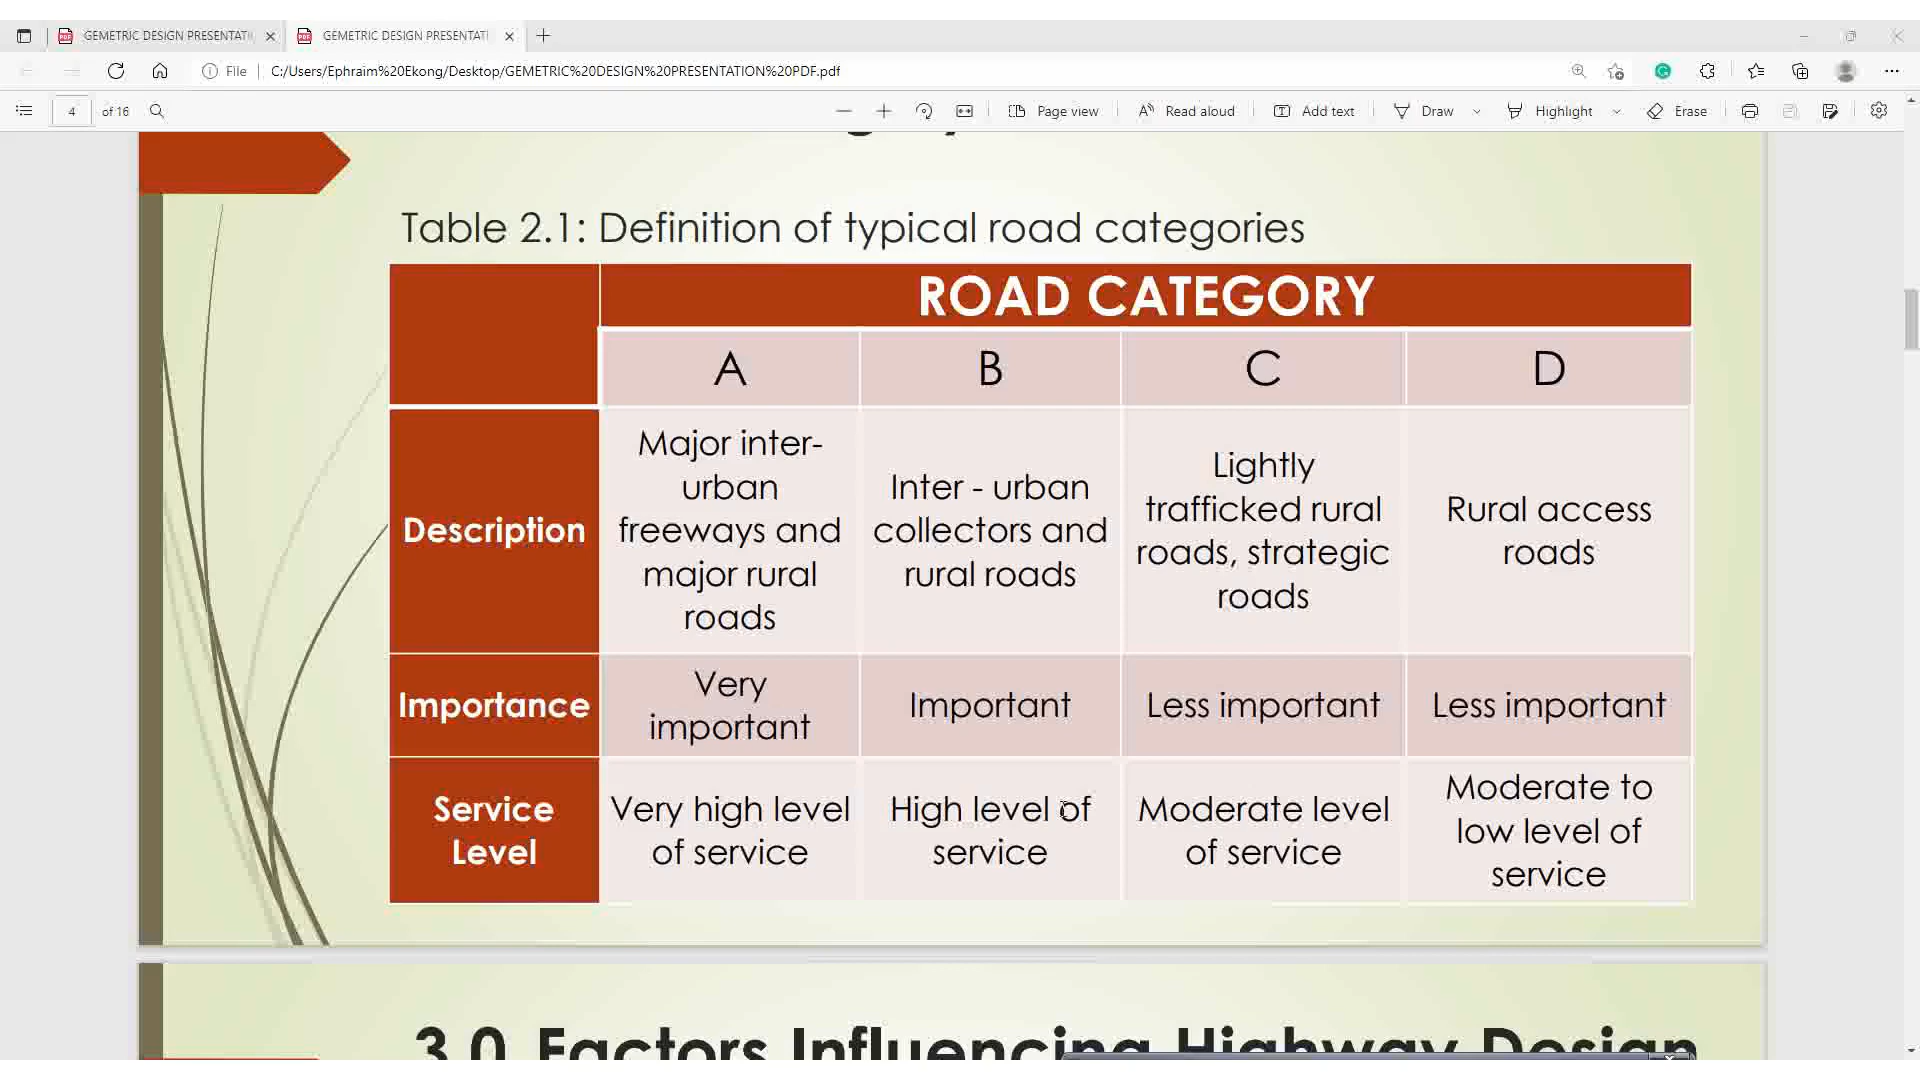 GEMETRIC DESIGN PRESENTATI
GEMETRIC DESIGN PRESENTATI
File
C:/Users/Ephraim%20Ekong/Desktop/GEMETRIC%20DESIGN%20PRESENTATION%20PDF.pdf
4 of 16
Page view
Read aloud
Add text
Draw
Highlight
Erase
Table 2.1: Definition of typical road categories
ROAD CATEGORY
A B C D
Description
Major inter-
urban
freeways and
major rural
roads
Inter - urban
collectors and
rural roads
Lightly
trafficked rural
roads, strategic
roads
Rural access
roads
Importance
Very
important
Important
Less important
Less important
Service
Level
Very high level
of service
High level of
service
Moderate level
of service
Moderate to
low level of
service
3.0 Factors Influencing Highway Design